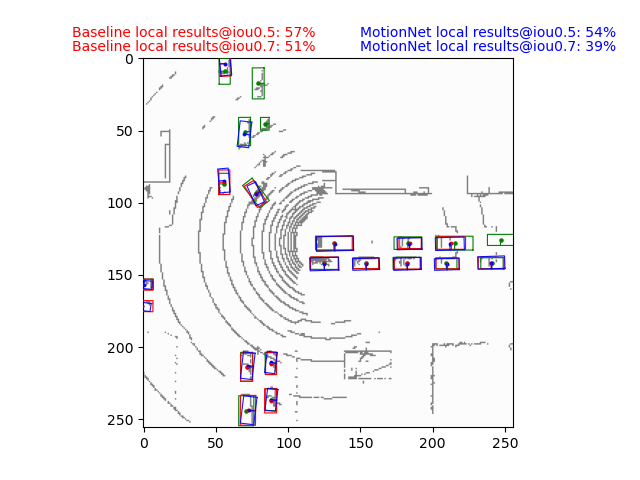 Baseline local results@iou0.5: 57% MotionNet local results@iou0.5: 54%
Baseline local results@iou0.7: 51% MotionNet local results@iou0.7: 39%
0
50
100
150
200
250
0 50 100 150 200 250